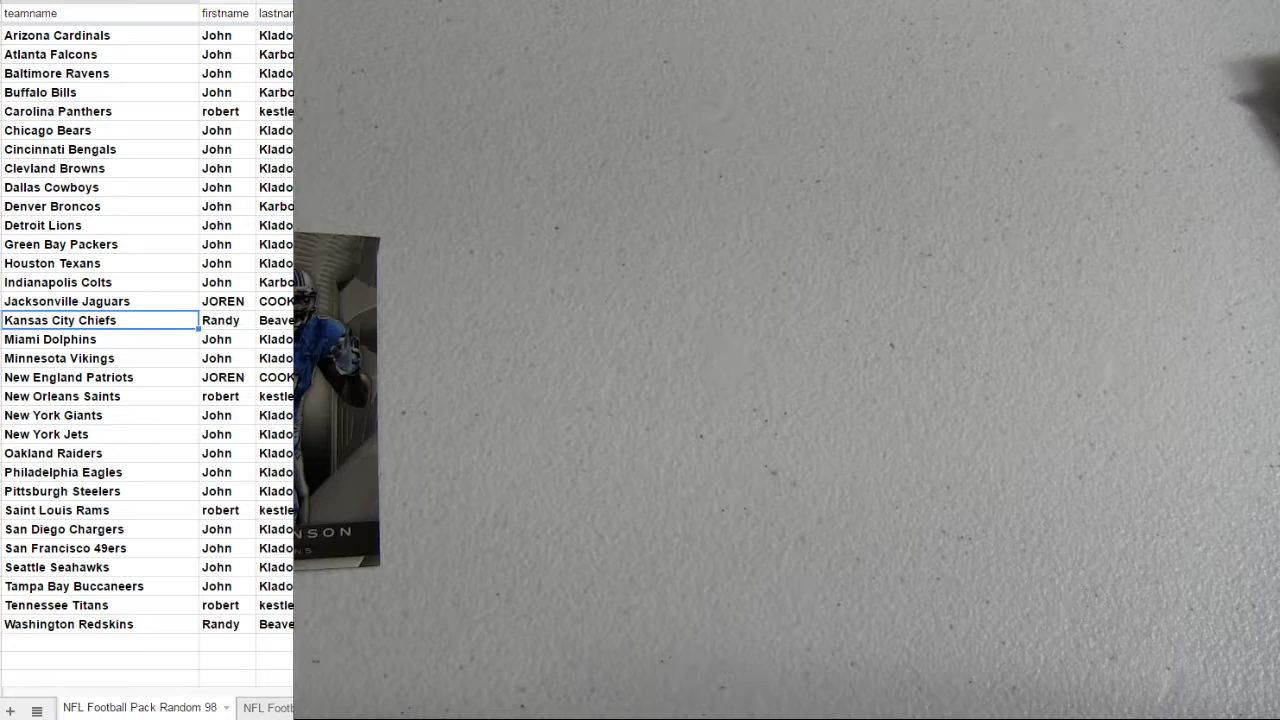 teamname firstname lastnar
Arizona Cardinals John Klado
Atlanta Falcons John Karbo
Baltimore Ravens John Klado
Buffalo Bills John Karbo
Carolina Panthers robert kestle
Chicago Bears John Klado
Cincinnati Bengals John Klado
Clevland Browns John Klado
Dallas Cowboys John Klado
Denver Broncos John Karbo
Detroit Lions John Klado
Green Bay Packers John Klado
Houston Texans John Klado
Indianapolis Colts John Karbo
Jacksonville Jaguars JOREN COOK
Kansas City Chiefs Randy Beave
Miami Dolphins John Klado
Minnesota Vikings John Klado
New England Patriots JOREN COOK
New Orleans Saints robert kestle
New York Giants John Klado
New York Jets John Klado
Oakland Raiders John Klado
Philadelphia Eagles John Klado
Pittsburgh Steelers John Klado
Saint Louis Rams robert kestle
San Diego Chargers John Klado
San Francisco 49ers John Klado
Seattle Seahawks John Klado
Tampa Bay Buccaneers John Klado
Tennessee Titans robert kestle
Washington Redskins Randy Beave
NFL Football Pack Random 98 NFL Footb
NSON
NS